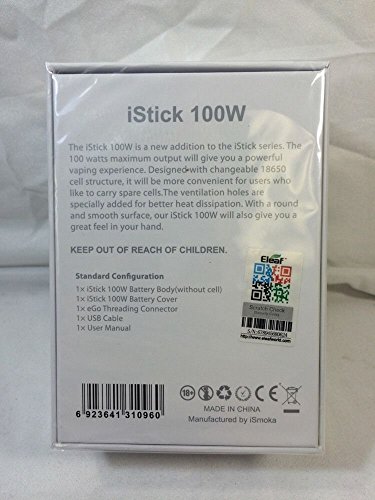 iStick 100W
The iStick 100W is a new addition to the iStick series. The
100 watts maximum output will give you a powerful
vaping experience. Designed with changeable 18650
cell structure, it will be more convenient for users who
like to carry spare cells.The ventilation holes are
specially added for better heat dissipation. With a round
and smooth surface, our iStick 100W will also give you a
great feel in your hand.
KEEP OUT OF REACH OF CHILDREN.
Standard Configuration
1× iStick 100W Battery Body(without cell)
1× iStick 100W Battery Cover
1× eGo Threading Connector
1× USB Cable
1× User Manual
Eleaf
Scratch Check
www.eleafworld.com
6 923641 310960
18+
MADE IN CHINA
Manufactured by iSmoka